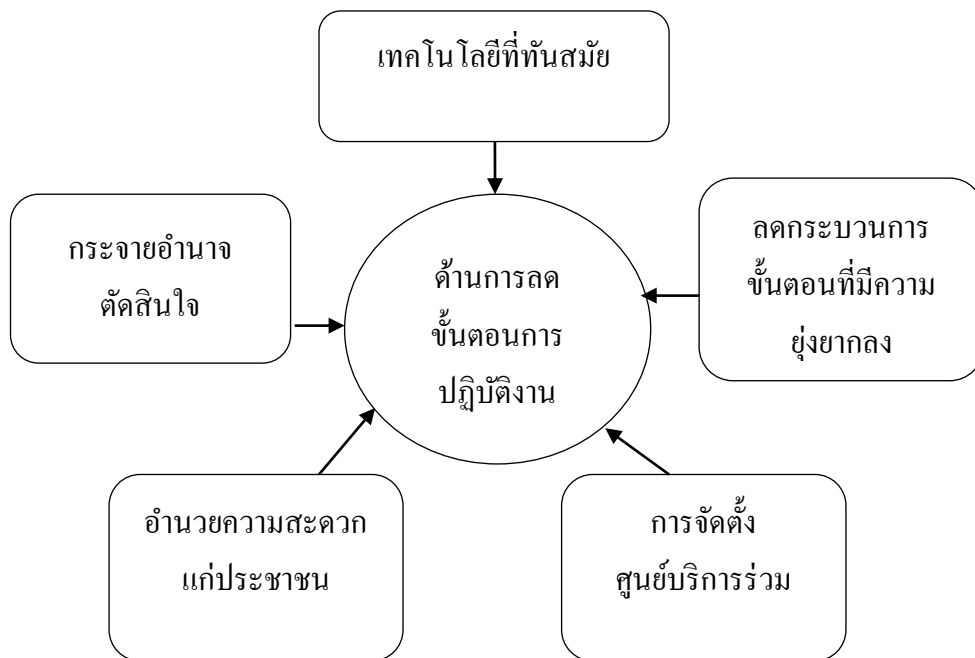 เทคโนโลยีที่ทันสมัย
กระจายอำนาจ
ตัดสินใจ
ด้านการลด
ขั้นตอนการ
ปฏิบัติงาน
ลดกระบวนการ
ขั้นตอนที่มีความ
ยุ่งยากลง
อำนวยความสะดวก
แก่ประชาชน
การจัดตั้ง
ศูนย์บริการร่วม